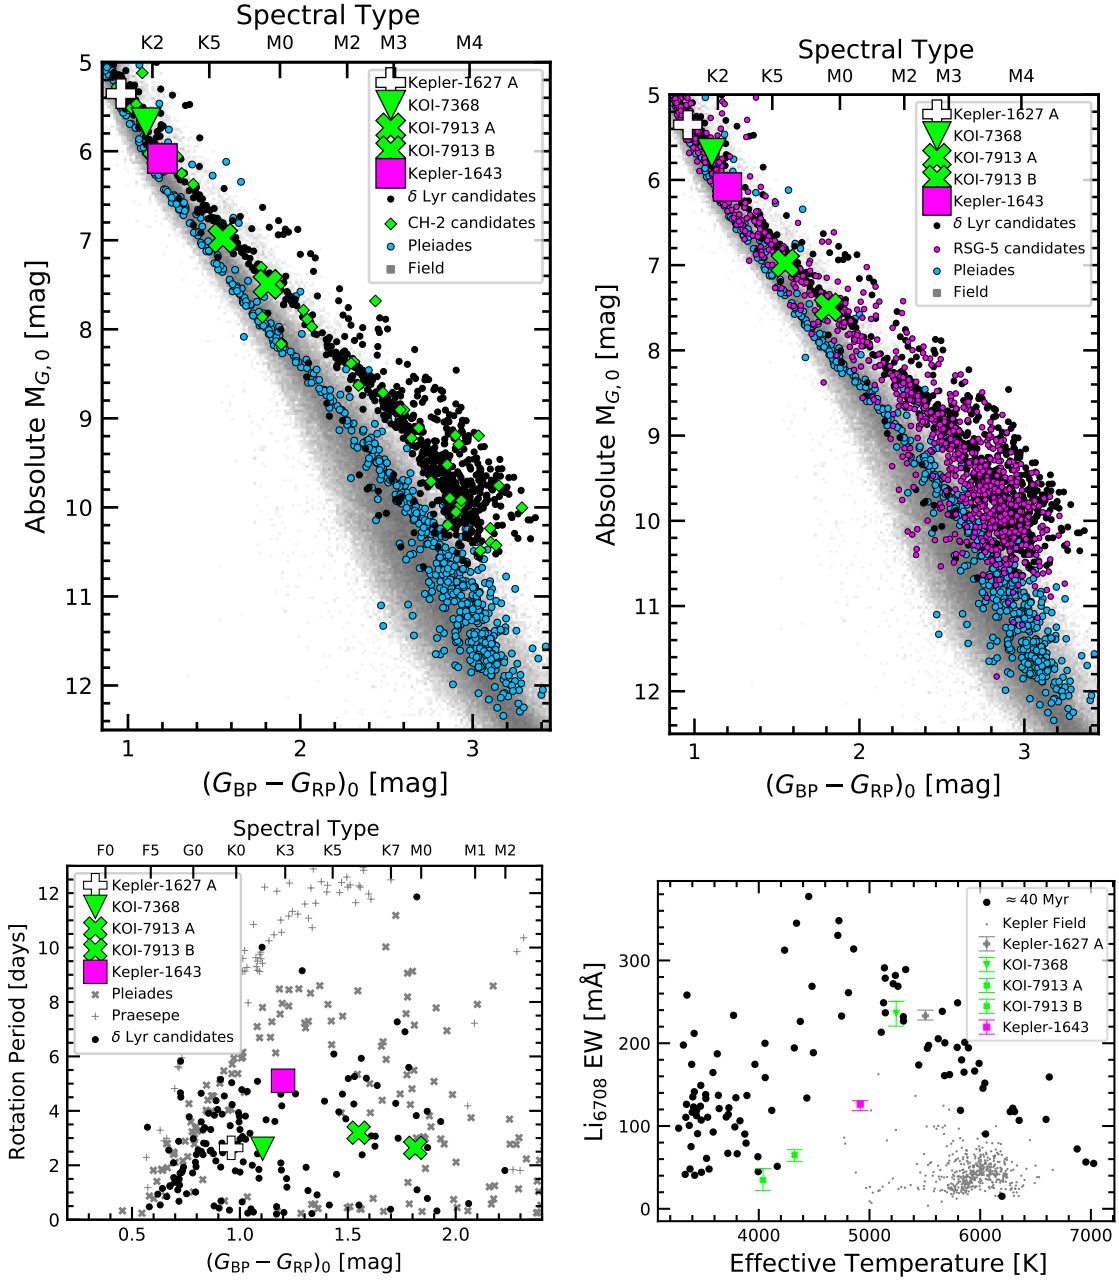 Spectral Type
K2 K5 M0 M2 M3 M4
5
6
7
8
9
10
11
12
Absolute M_{G,0} [mag]
Kepler-1627 A
KOI-7368
KOI-7913 A
KOI-7913 B
Kepler-1643
δ Lyr candidates
CH-2 candidates
Pleiades
Field
1 2 3
(G_BP − G_RP)_0 [mag]
Spectral Type
K2 K5 M0 M2 M3 M4
5
6
7
8
9
10
11
12
Absolute M_{G,0} [mag]
Kepler-1627 A
KOI-7368
KOI-7913 A
KOI-7913 B
Kepler-1643
δ Lyr candidates
RSG-5 candidates
Pleiades
Field
1 2 3
(G_BP − G_RP)_0 [mag]
Spectral Type
F0 F5 G0 K0 K3 K5 K7 M0 M1 M2
12
10
8
6
4
2
0
Rotation Period [days]
Kepler-1627 A
KOI-7368
KOI-7913 A
KOI-7913 B
Kepler-1643
Pleiades
Praesepe
δ Lyr candidates
0.5 1.0 1.5 2.0
(G_BP − G_RP)_0 [mag]
300
200
100
0
Li_6708 EW [mÅ]
≈40 Myr
Kepler Field
Kepler-1627 A
KOI-7368
KOI-7913 A
KOI-7913 B
Kepler-1643
4000 5000 6000 7000
Effective Temperature [K]